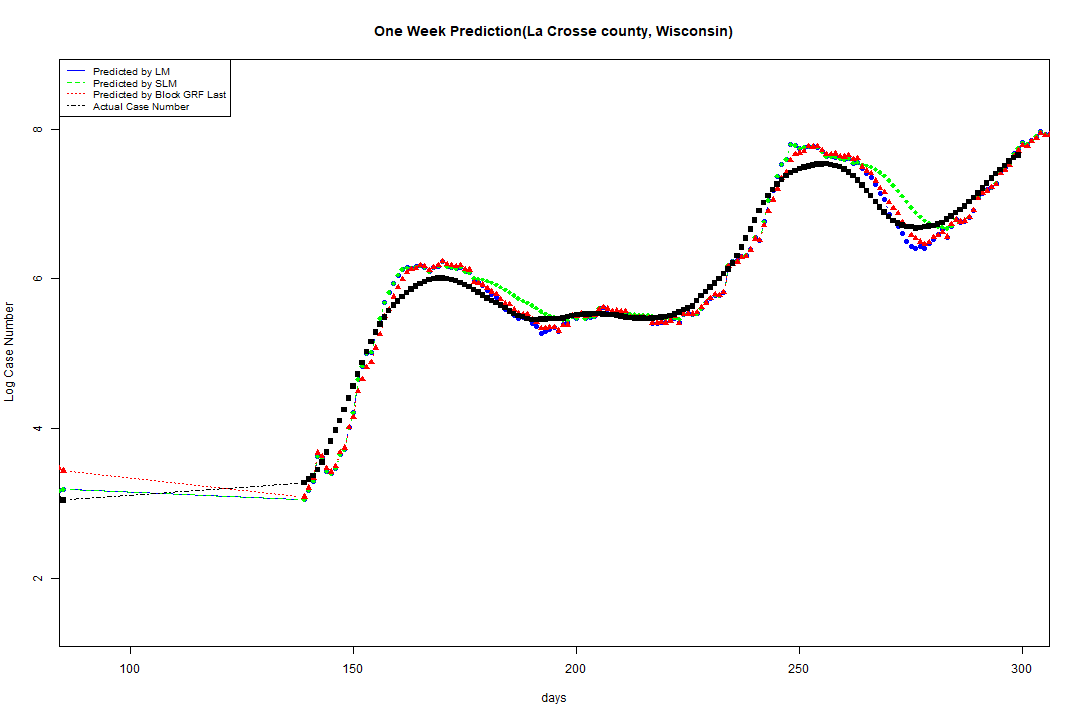 One Week Prediction(La Crosse county, Wisconsin)
Predicted by LM
Predicted by SLM
Predicted by Block GRF Last
Actual Case Number
8
6
4
2
Log Case Number
100 150 200 250 300
days